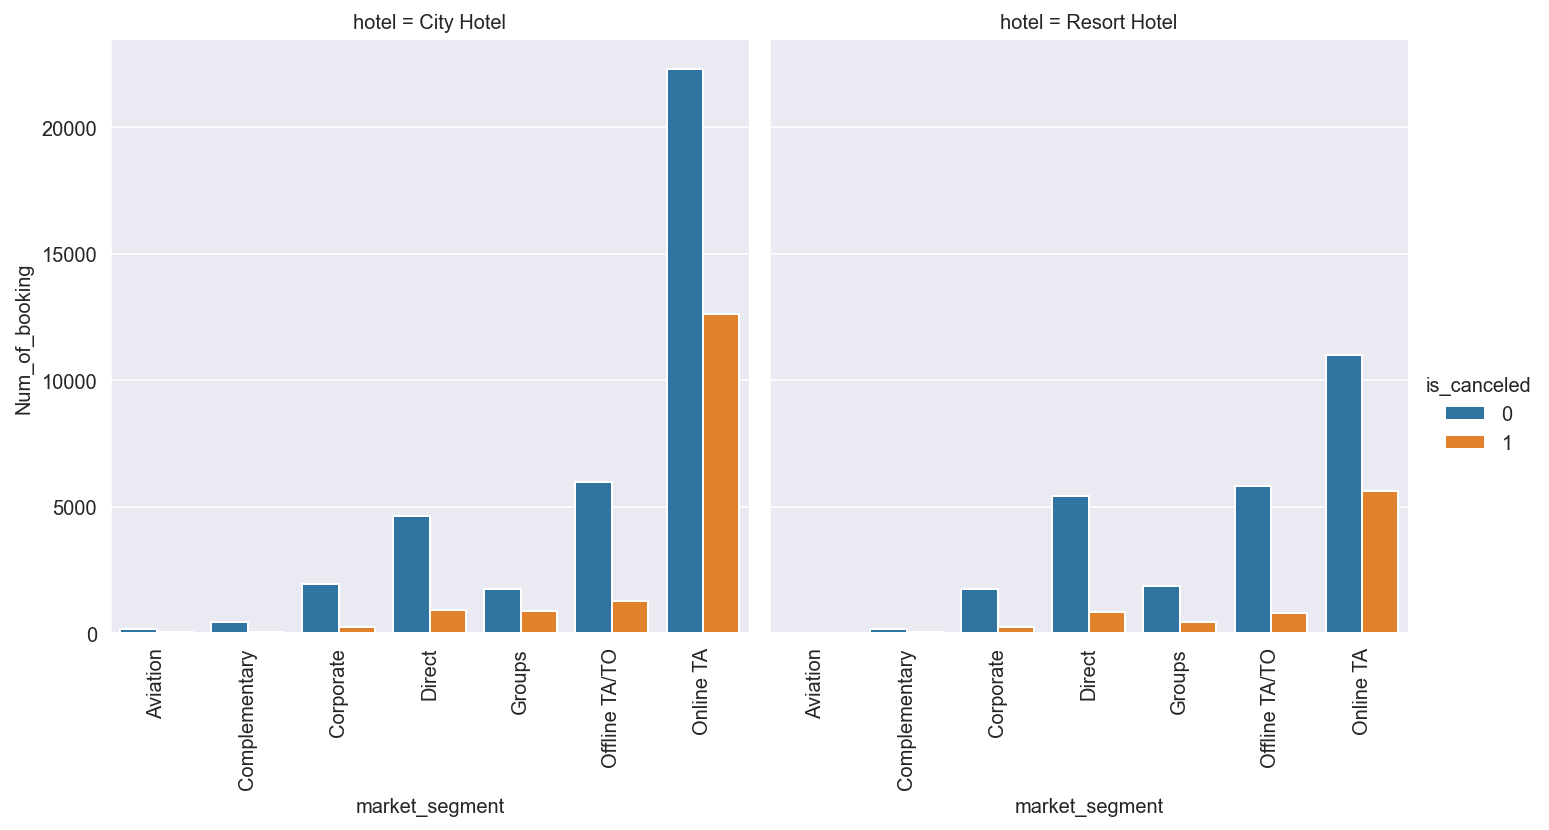 hotel = City Hotel
hotel = Resort Hotel
Num_of_booking
20000
15000
10000
5000
0
Aviation
Complementary
Corporate
Direct
Groups
Offline TA/TO
Online TA
market_segment
Aviation
Complementary
Corporate
Direct
Groups
Offline TA/TO
Online TA
market_segment
is_canceled
0
1